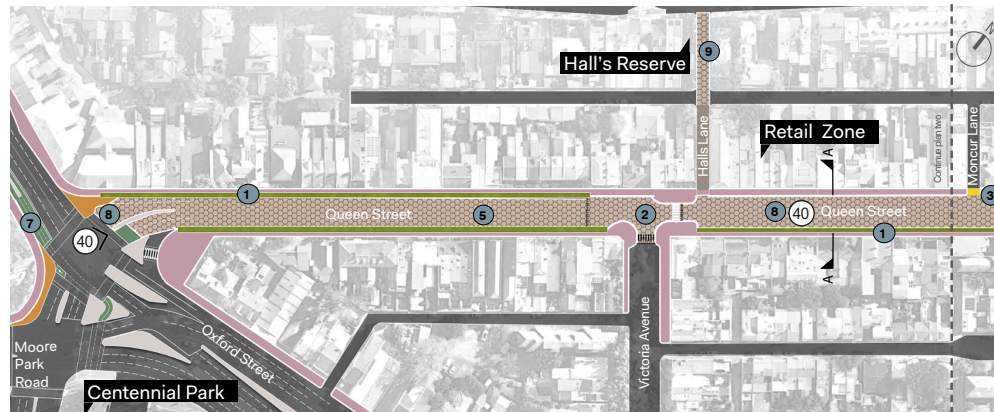 N
Hall's Reserve
9
Retail Zone
A
Continue plan two
Moncur Lane
Halls Lane
1
3
8
Queen Street
5
2
8
40
Queen Street
7
40
1
A
Oxford Street
Victoria Avenue
Moore
Park
Road
Centennial Park